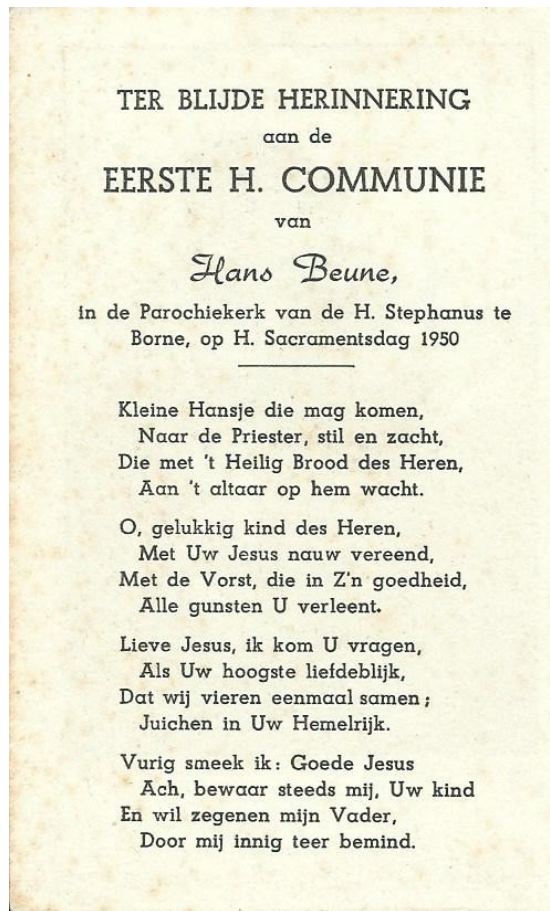 TER BLIJDE HERINNERING
aan de
EERSTE H. COMMUNIE
van
Hans Beune,
in de Parochiekerk van de H. Stephanus te
Borne, op H. Sacramentsdag 1950
Kleine Hansje die mag komen,
Naar de Priester, stil en zacht,
Die met 't Heilig Brood des Heren,
Aan 't altaar op hem wacht.
O, gelukkig kind des Heren,
Met Uw Jesus nauw vereend,
Met de Vorst, die in Z'n goedheid,
Alle gunsten U verleent.
Lieve Jesus, ik kom U vragen,
Als Uw hoogste liefdeblijk,
Dat wij vieren eenmaal samen;
Juichen in Uw Hemelrijk.
Vurig smeek ik: Goede Jesus
Ach, bewaar steeds mij, Uw kind
En wil zegenen mijn Vader,
Door mij innig teer bemind.